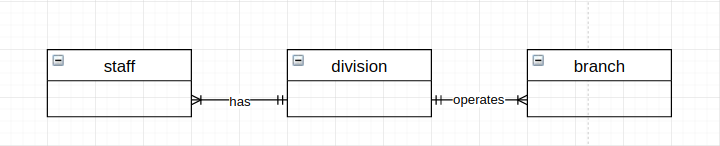 staff
has
division
operates
branch